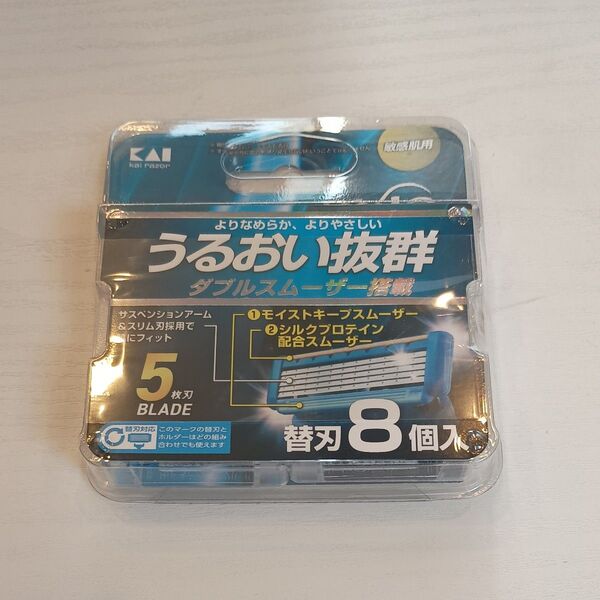 KAI
kai razor
敏感肌用
よりなめらか、よりやさしい
うるおい抜群
ダブルスムーザー搭載
サスペンションアーム
&スリム刃採用で
にフィット
①モイストキープスムーザー
②シルクプロテイン
配合スムーザー
5枚刃
BLADE
替刃対応
このマークの替刃と
ホルダーはどの組み
合わせでも使えます
替刃8個入